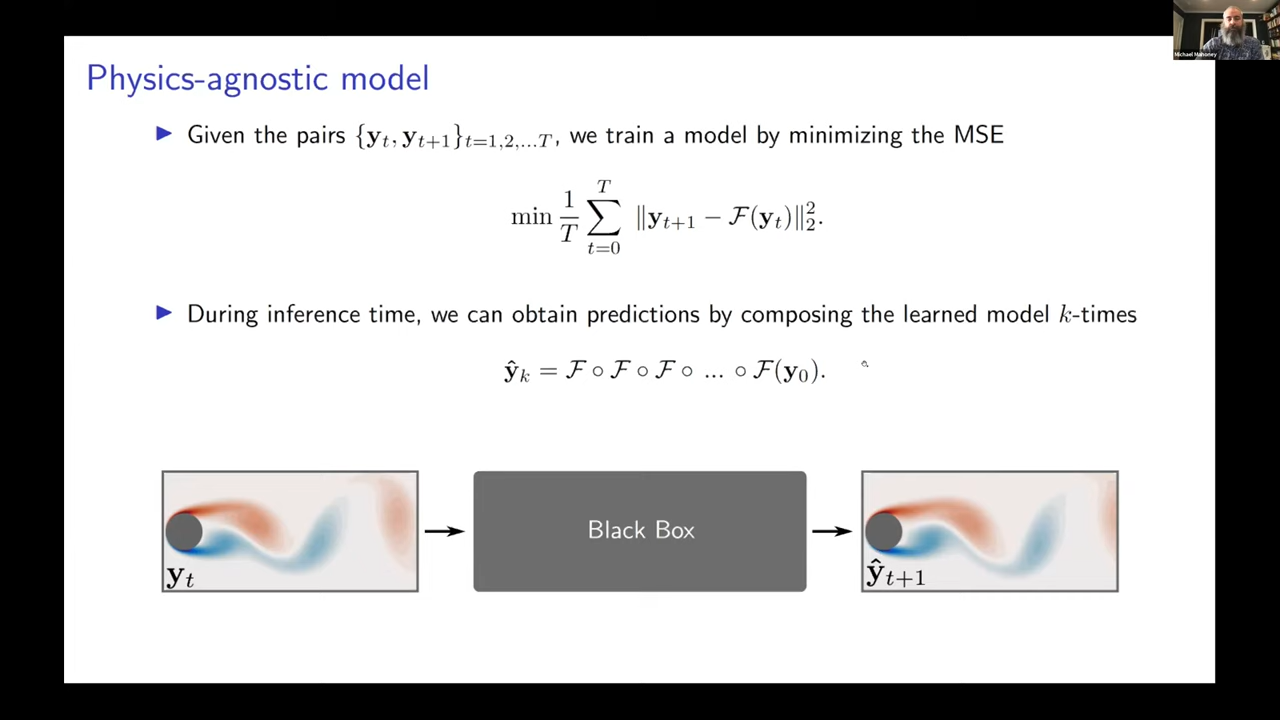 Michael Mahoney
Physics-agnostic model
▶ Given the pairs {y_t, y_{t+1}}_{t=1,2,...T}, we train a model by minimizing the MSE
min 1/T ∑_{t=0}^{T} ‖y_{t+1} − ℱ(y_t)‖₂².
▶ During inference time, we can obtain predictions by composing the learned model k-times
ŷ_k = ℱ ∘ ℱ ∘ ℱ ∘ ... ∘ ℱ(y_0).
y_t
Black Box
ŷ_{t+1}